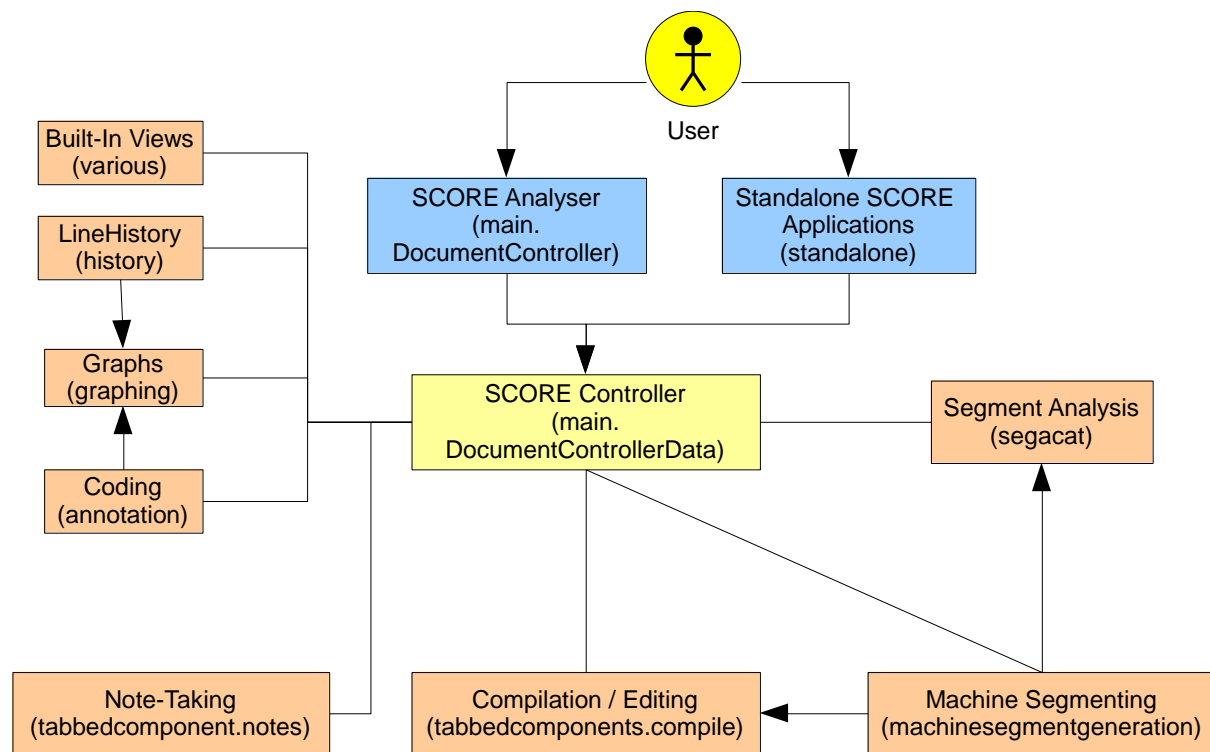 User
Built-In Views
(various)
SCORE Analyser
(main.
DocumentController)
Standalone SCORE
Applications
(standalone)
LineHistory
(history)
Graphs
(graphing)
SCORE Controller
(main.
DocumentControllerData)
Segment Analysis
(segacat)
Coding
(annotation)
Note-Taking
(tabbedcomponent.notes)
Compilation / Editing
(tabbedcomponents.compile)
Machine Segmenting
(machinesegmentgeneration)